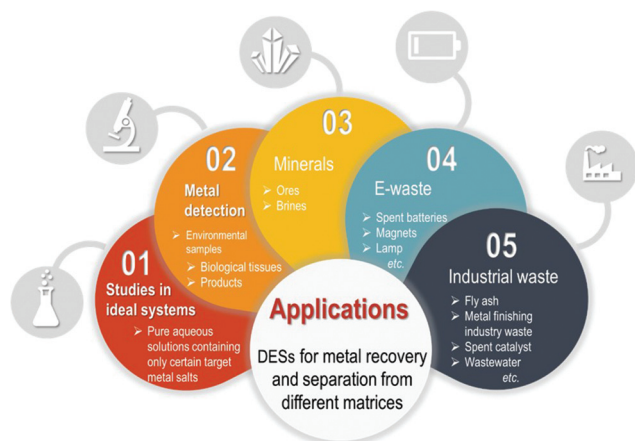 01
Studies in
ideal systems
➢ Pure aqueous
solutions containing
only certain target
metal salts
02
Metal
detection
➢ Environmental
samples
➢ Biological tissues
➢ Products
03
Minerals
➢ Ores
➢ Brines
04
E-waste
➢ Spent batteries
➢ Magnets
➢ Lamp
etc.
05
Industrial waste
➢ Fly ash
➢ Metal finishing
industry waste
➢ Spent catalyst
➢ Wastewater
etc.
Applications
DESs for metal recovery
and separation from
different matrices